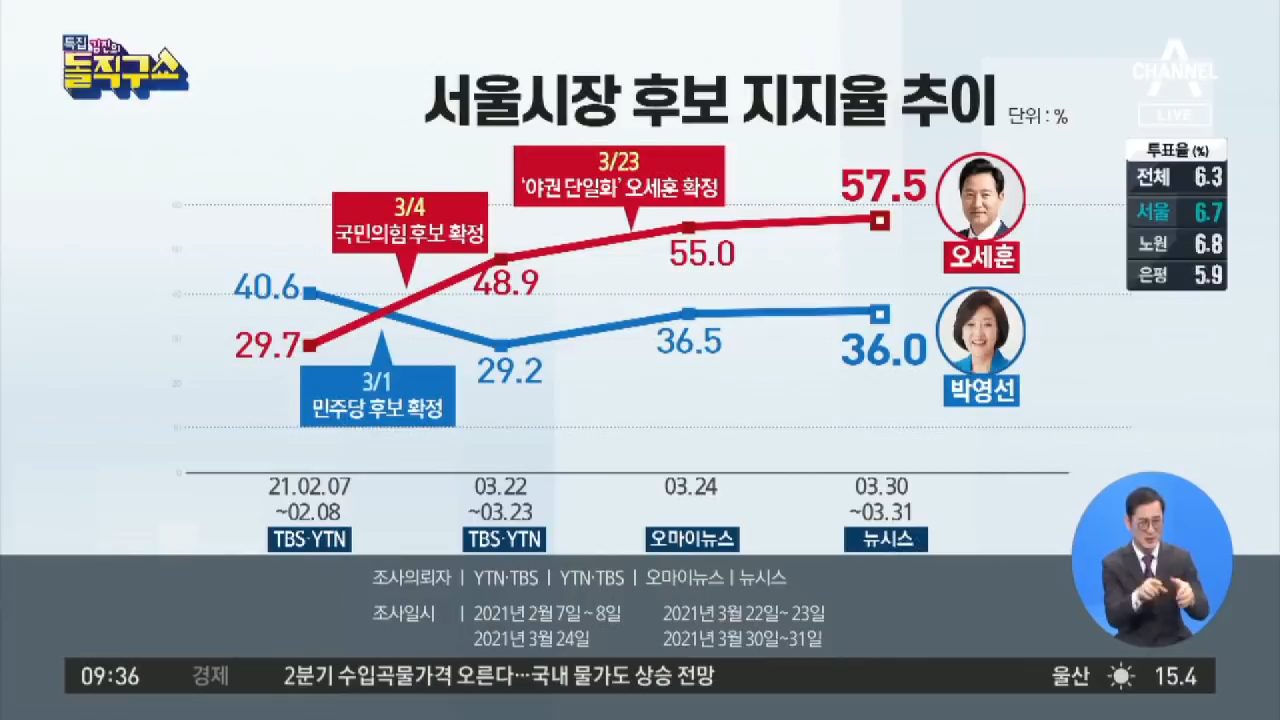 특집 김진의
돌직구쇼
서울시장 후보 지지율 추이 단위 : %
CHANNEL A
LIVE
투표율 (%)
전체 6.3
서울 6.7
노원 6.8
은평 5.9
3/23
‘야권 단일화’ 오세훈 확정
3/4
국민의힘 후보 확정
57.5
오세훈
55.0
48.9
40.6
29.7
3/1
민주당 후보 확정
29.2
36.5
36.0
박영선
60
40
30
20
0
21.02.07
~02.08
TBS·YTN
03.22
~03.23
TBS·YTN
03.24
오마이뉴스
03.30
~03.31
뉴시스
조사의뢰자 | YTN·TBS | YTN·TBS | 오마이뉴스 | 뉴시스
조사일시 | 2021년 2월 7일 ~ 8일 2021년 3월 22일~ 23일
2021년 3월 24일 2021년 3월 30일~31일
09:36 경제 2분기 수입곡물가격 오른다…국내 물가도 상승 전망 울산 15.4